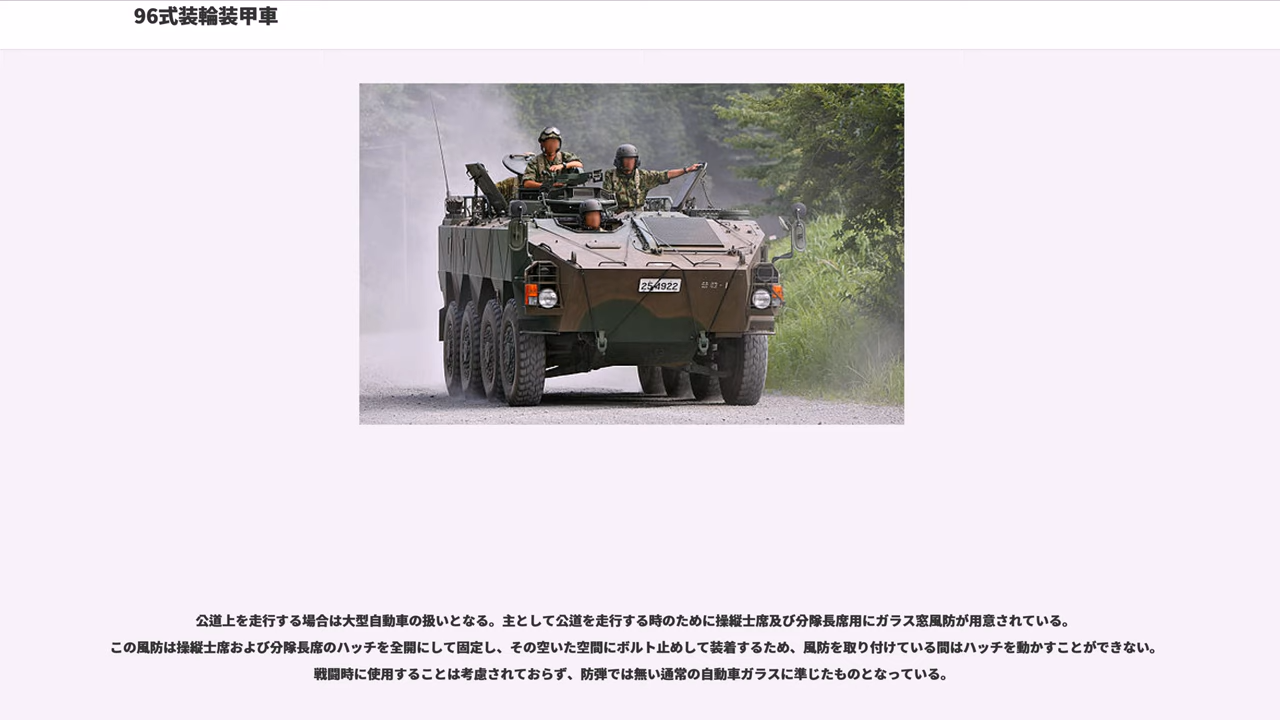 96式装輪装甲車
25-4922
公道上を走行する場合は大型自動車の扱いとなる。主として公道を走行する時のために操縦士席及び分隊長席用にガラス窓風防が用意されている。
この風防は操縦士席および分隊長席のハッチを全開にして固定し、その空いた空間にボルト止めして装着するため、風防を取り付けている間はハッチを動かすことができない。
戦闘時に使用することは考慮されておらず、防弾では無い通常の自動車ガラスに準じたものとなっている。